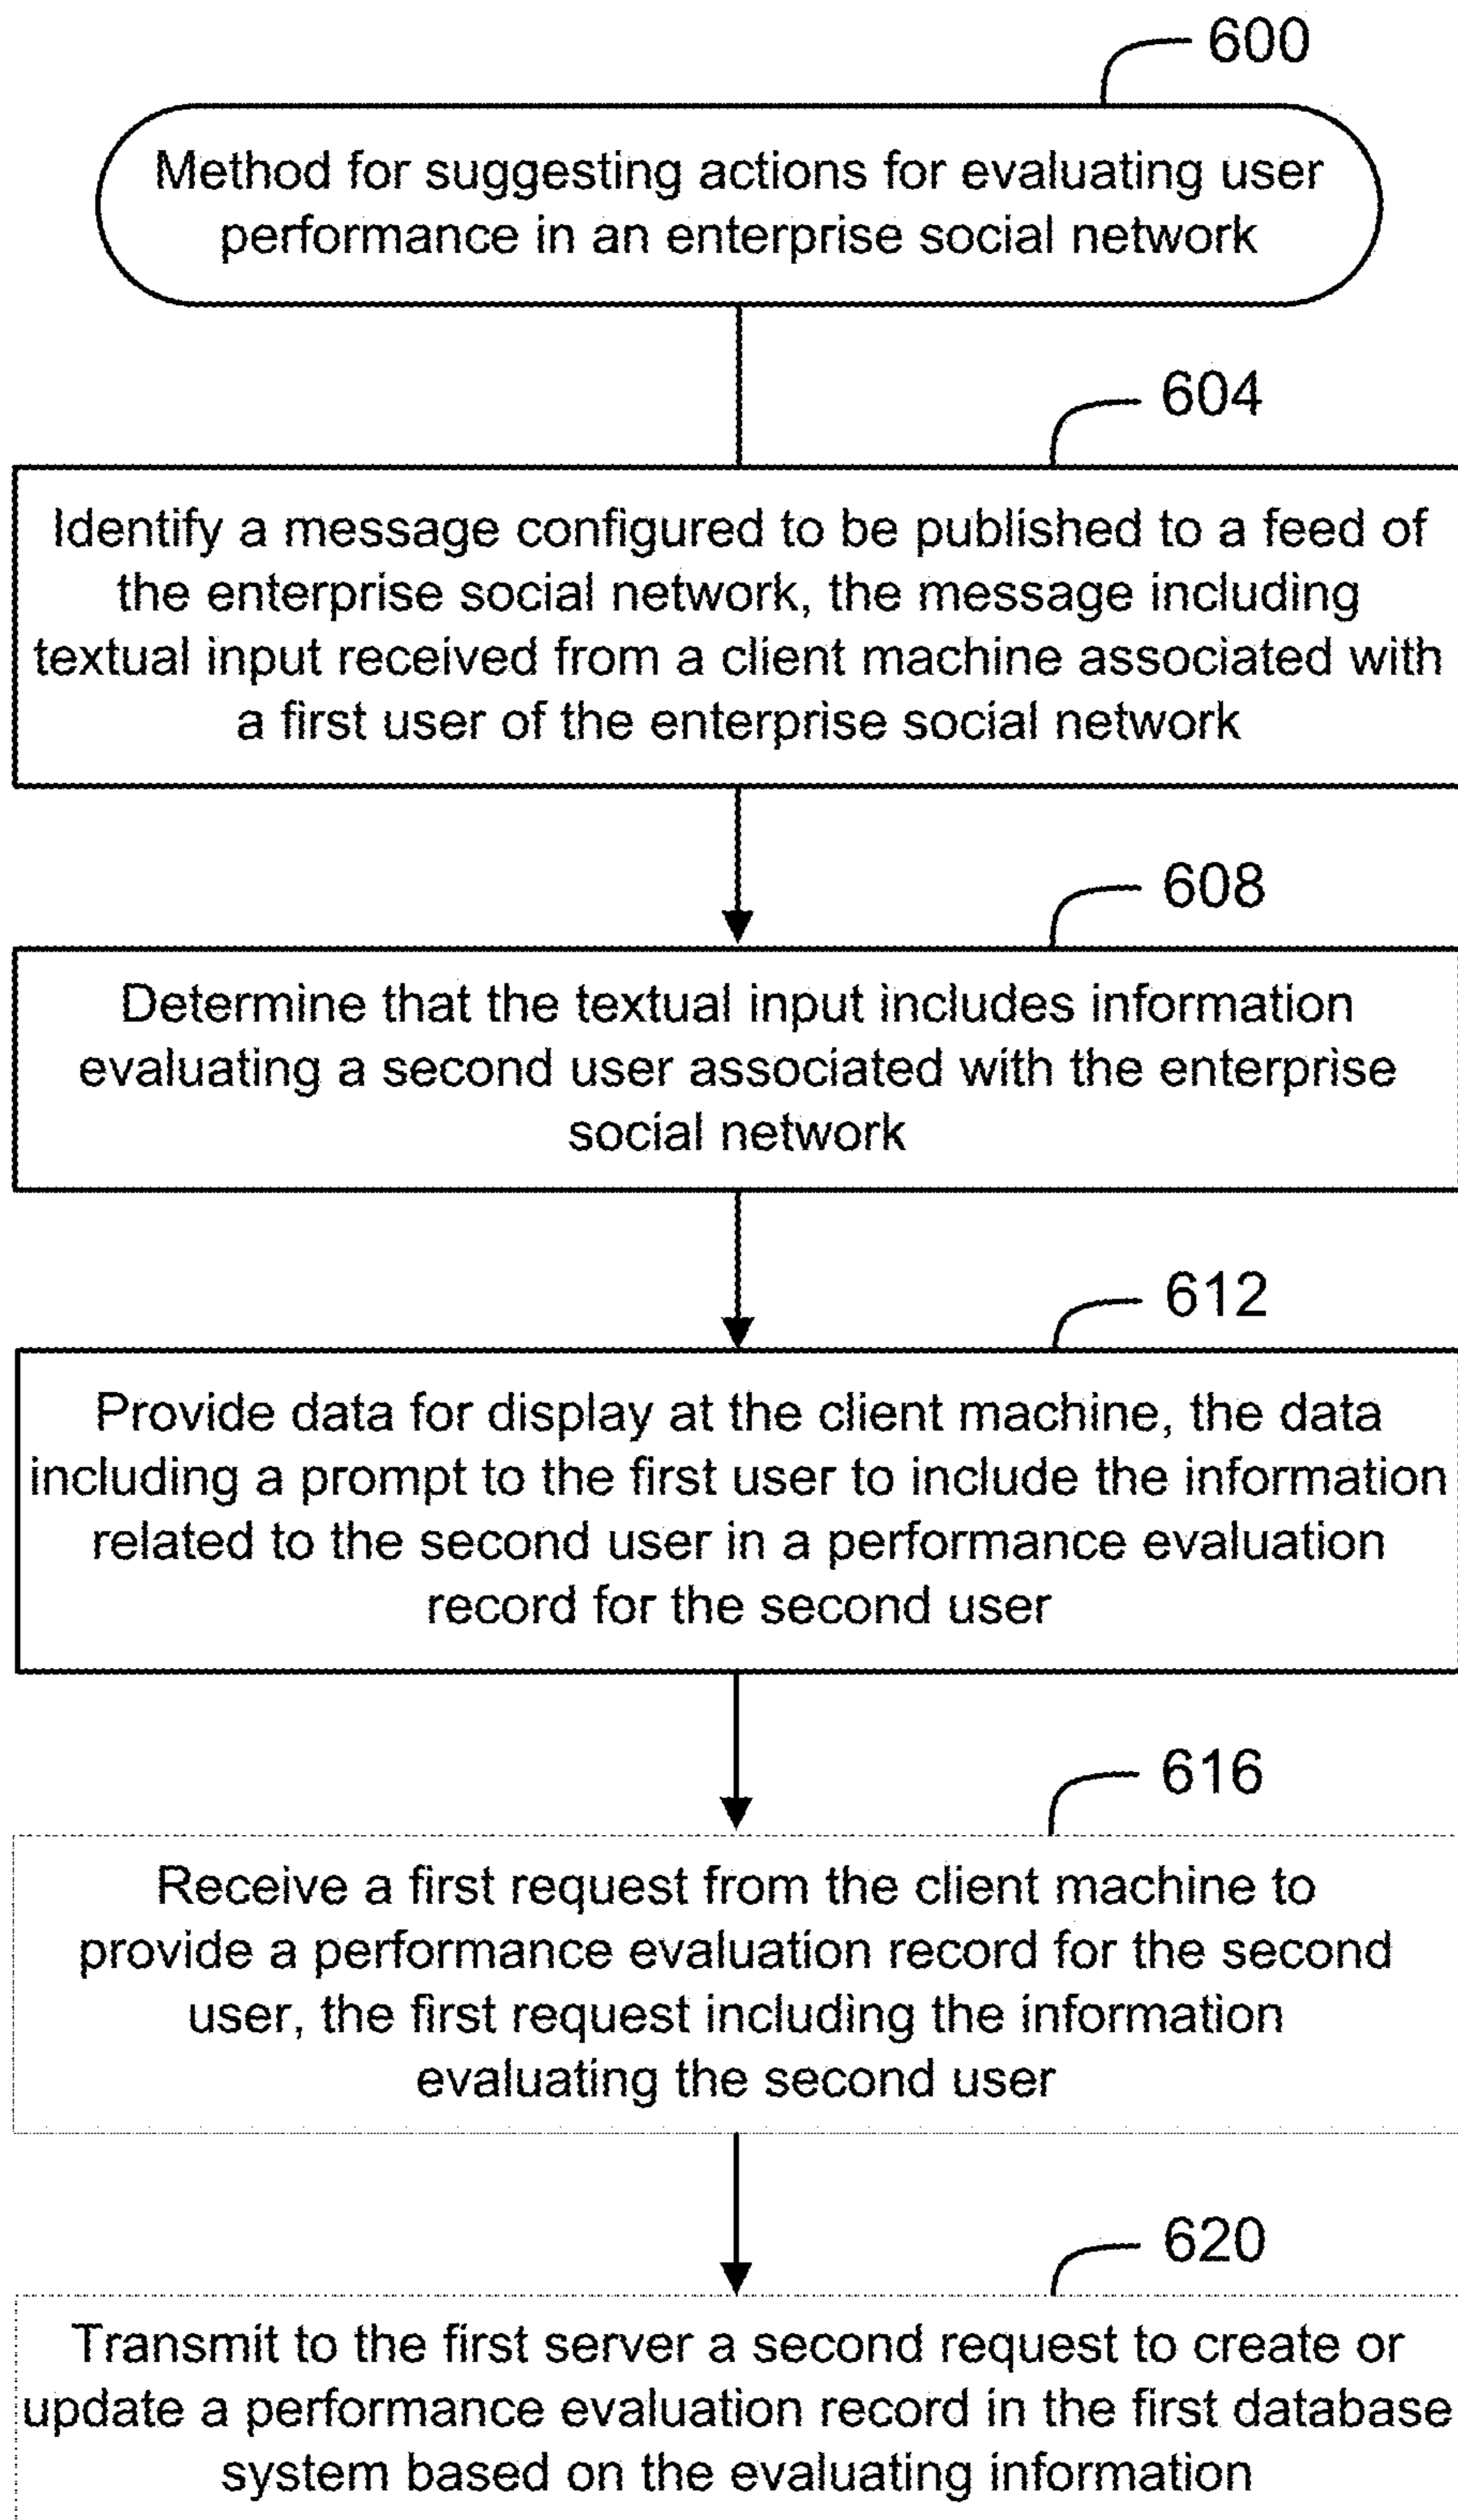 600
Method for suggesting actions for evaluating user
performance in an enterprise social network
604
Identify a message configured to be published to a feed of
the enterprise social network, the message including
textual input received from a client machine associated with
a first user of the enterprise social network
608
Determine that the textual input includes information
evaluating a second user associated with the enterprise
social network
612
Provide data for display at the client machine, the data
including a prompt to the first user to include the information
related to the second user in a performance evaluation
record for the second user
616
Receive a first request from the client machine to
provide a performance evaluation record for the second
user, the first request including the information
evaluating the second user
620
Transmit to the first server a second request to create or
update a performance evaluation record in the first database
system based on the evaluating information